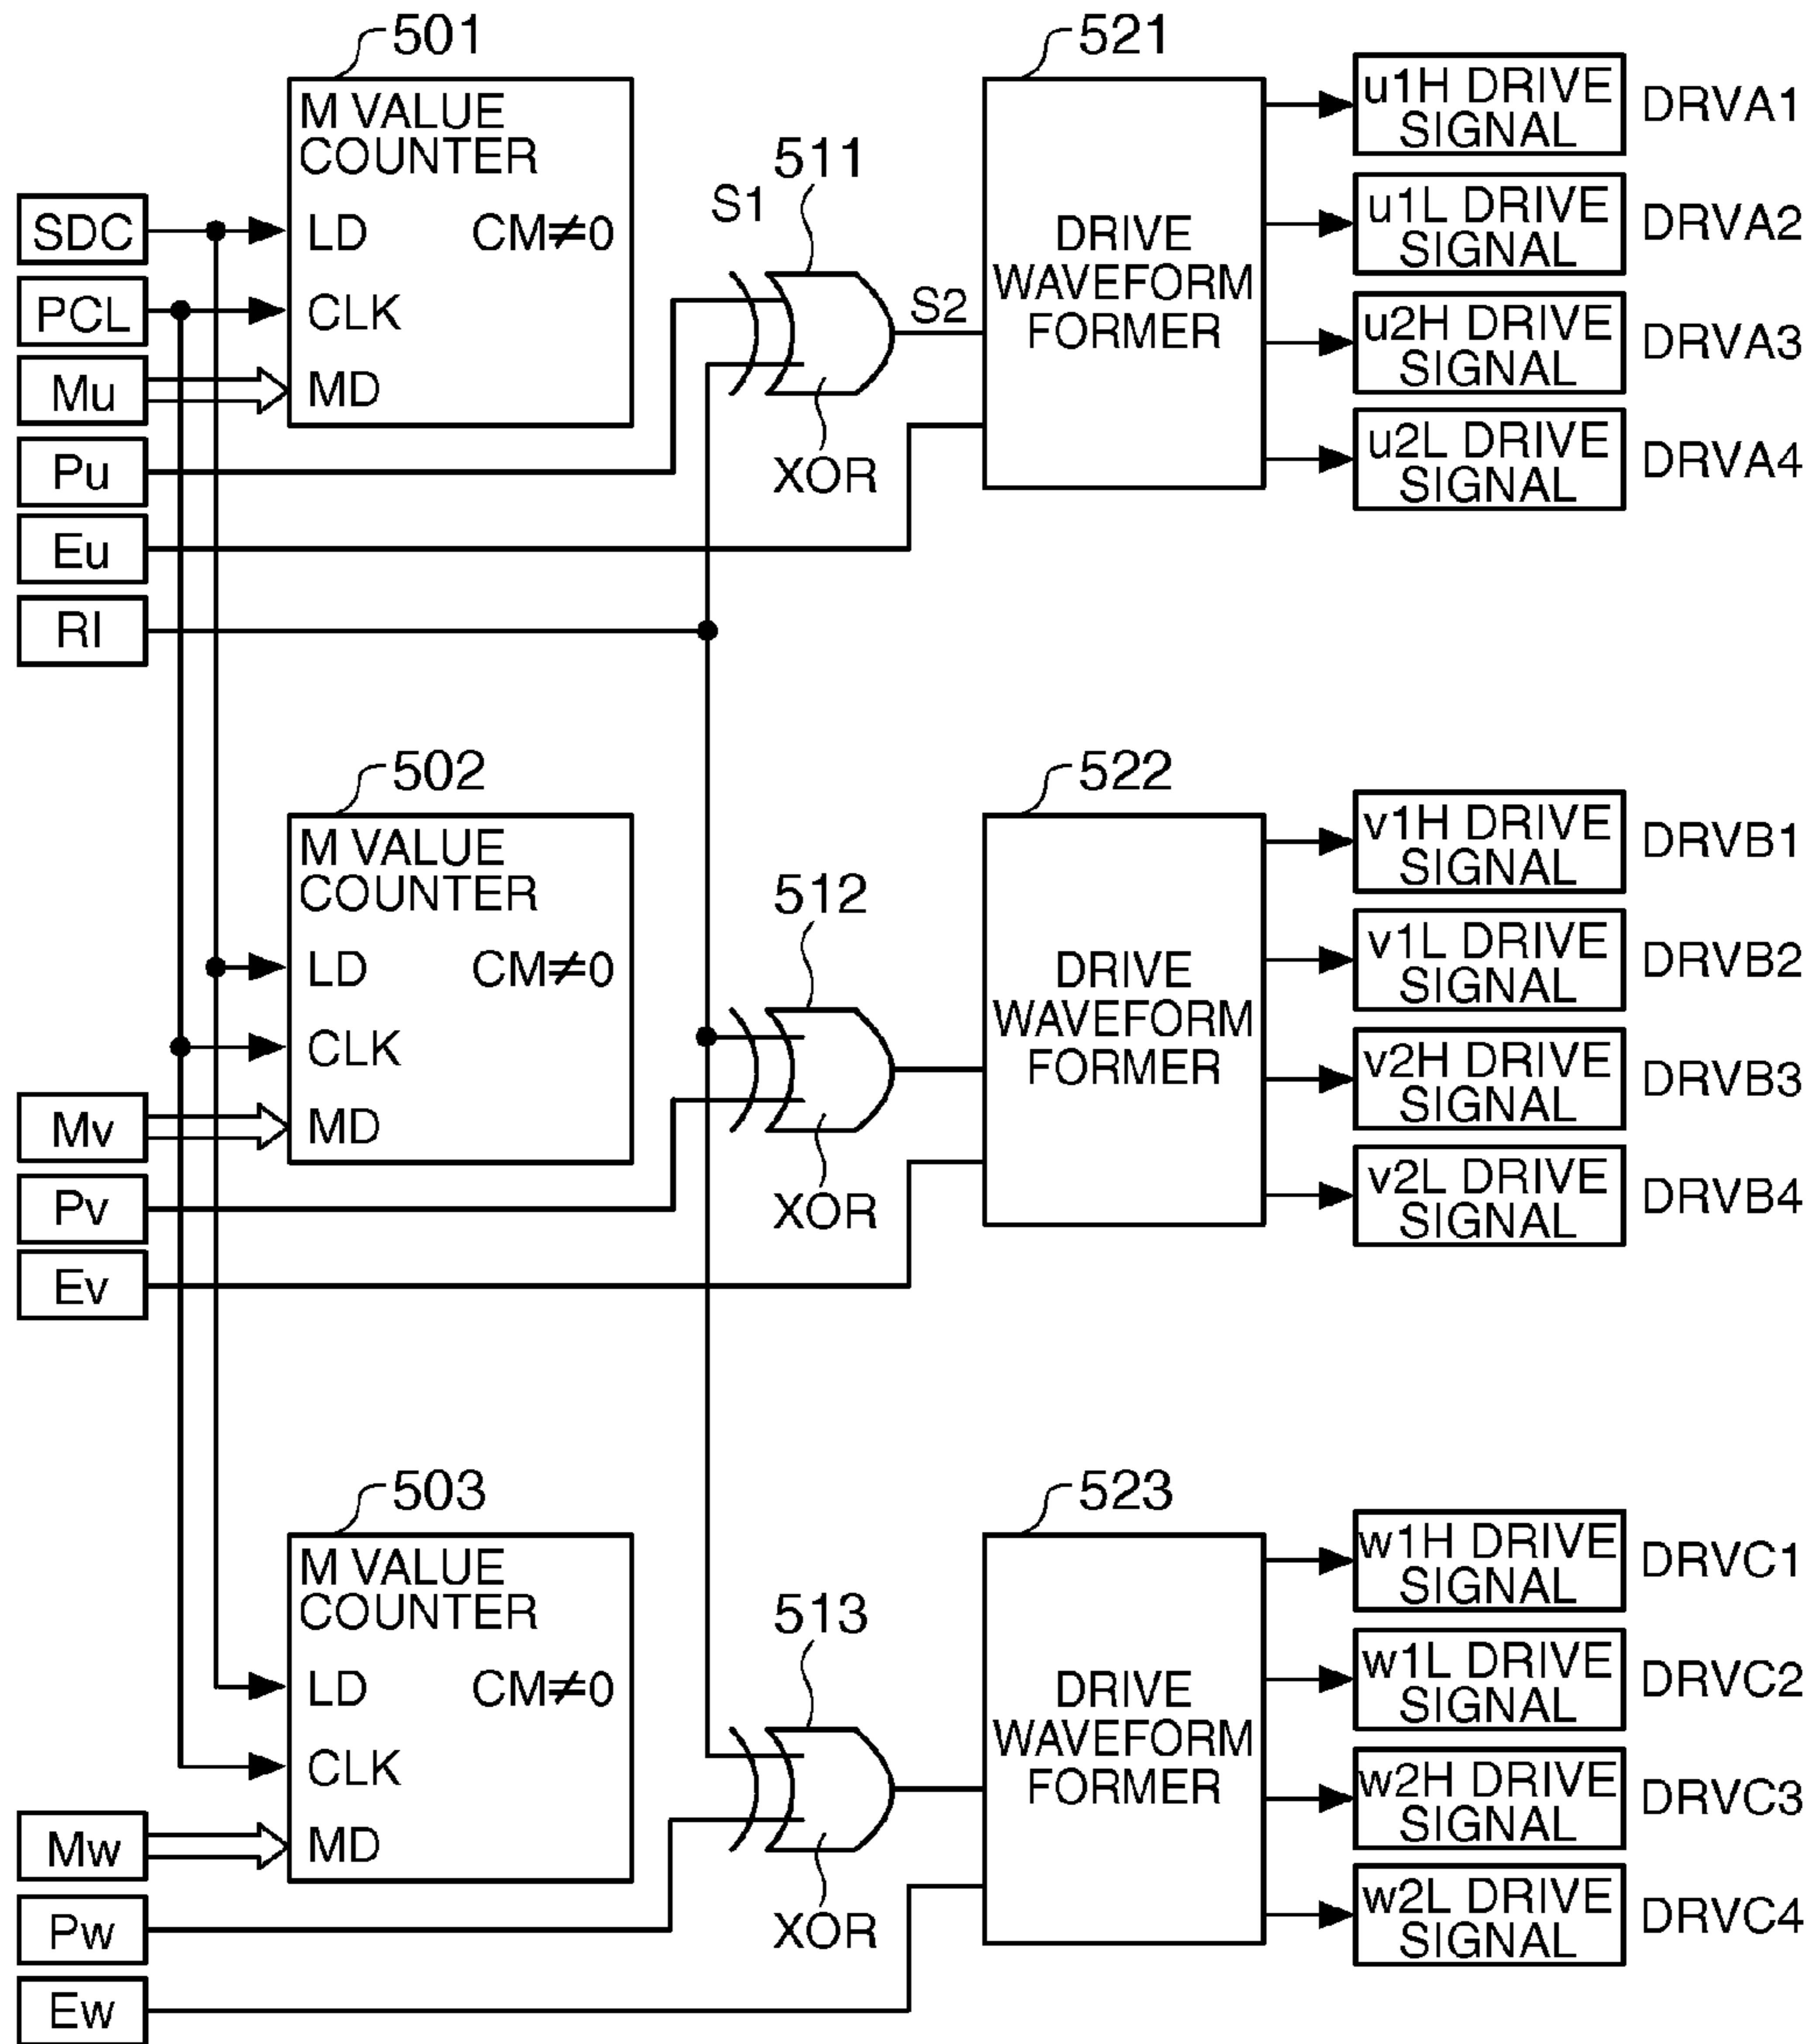 501
M VALUE
COUNTER
SDC
LD
CM≠0
PCL
CLK
Mu
MD
Pu
Eu
RI
S1
511
XOR
S2
521
DRIVE
WAVEFORM
FORMER
u1H DRIVE
SIGNAL
DRVA1
u1L DRIVE
SIGNAL
DRVA2
u2H DRIVE
SIGNAL
DRVA3
u2L DRIVE
SIGNAL
DRVA4
502
M VALUE
COUNTER
LD
CM≠0
CLK
Mv
MD
Pv
Ev
512
XOR
522
DRIVE
WAVEFORM
FORMER
v1H DRIVE
SIGNAL
DRVB1
v1L DRIVE
SIGNAL
DRVB2
v2H DRIVE
SIGNAL
DRVB3
v2L DRIVE
SIGNAL
DRVB4
503
M VALUE
COUNTER
LD
CM≠0
CLK
Mw
MD
Pw
Ew
513
XOR
523
DRIVE
WAVEFORM
FORMER
w1H DRIVE
SIGNAL
DRVC1
w1L DRIVE
SIGNAL
DRVC2
w2H DRIVE
SIGNAL
DRVC3
w2L DRIVE
SIGNAL
DRVC4